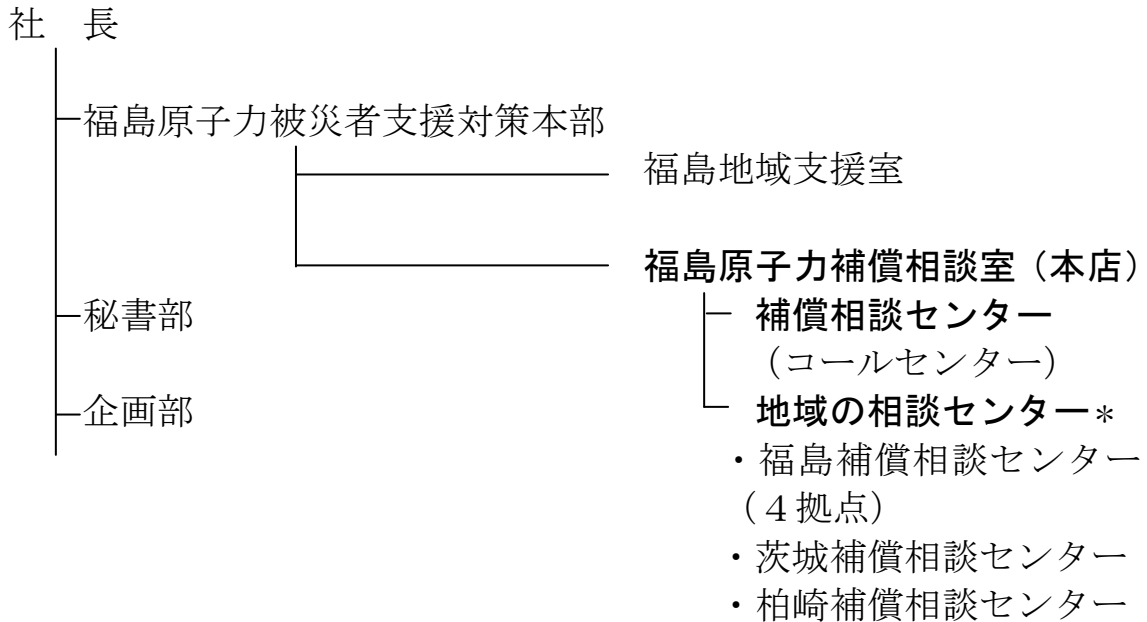 社　長
福島原子力被災者支援対策本部
福島地域支援室
福島原子力補償相談室（本店）
補償相談センター
（コールセンター）
地域の相談センター＊
・福島補償相談センター
（４拠点）
・茨城補償相談センター
・柏崎補償相談センター
秘書部
企画部